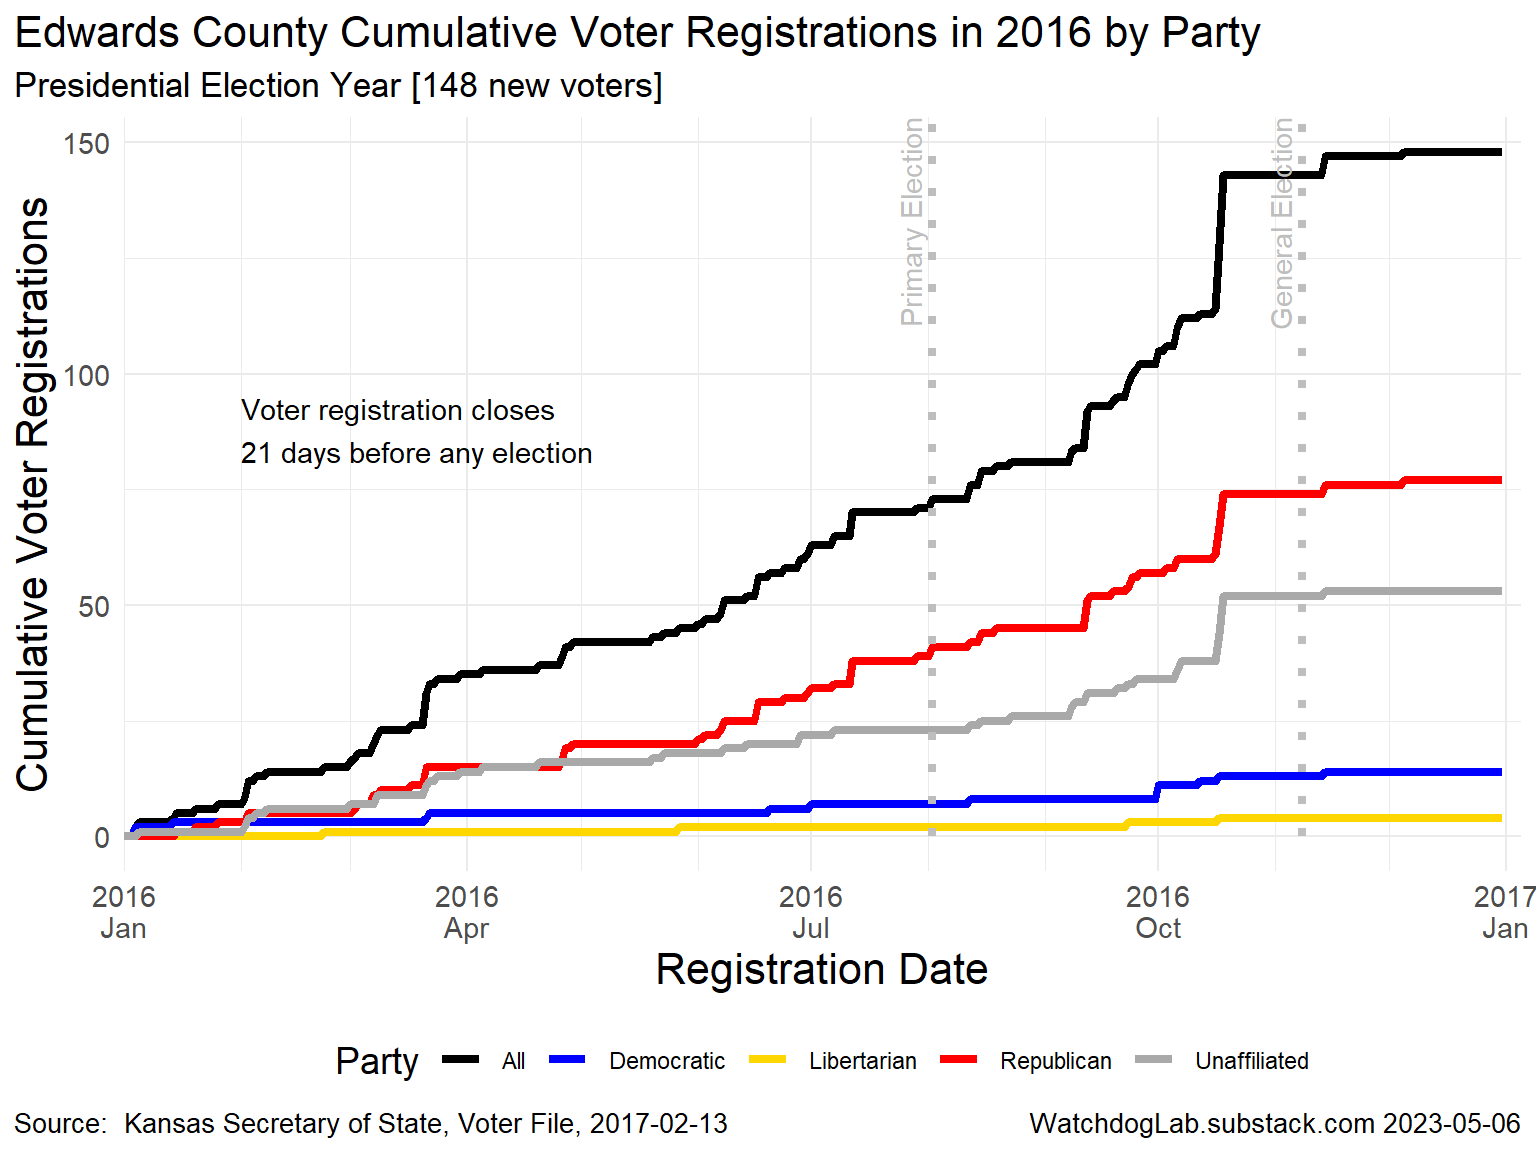 Edwards County Cumulative Voter Registrations in 2016 by Party
Presidential Election Year [148 new voters]
Cumulative Voter Registrations
150
100
50
0
Primary Election
General Election
Voter registration closes
21 days before any election
2016 2016 2016 2016 2017
Jan Apr Jul Oct Jan
Registration Date
Party All Democratic Libertarian Republican Unaffiliated
Source:  Kansas Secretary of State, Voter File, 2017-02-13
WatchdogLab.substack.com 2023-05-06